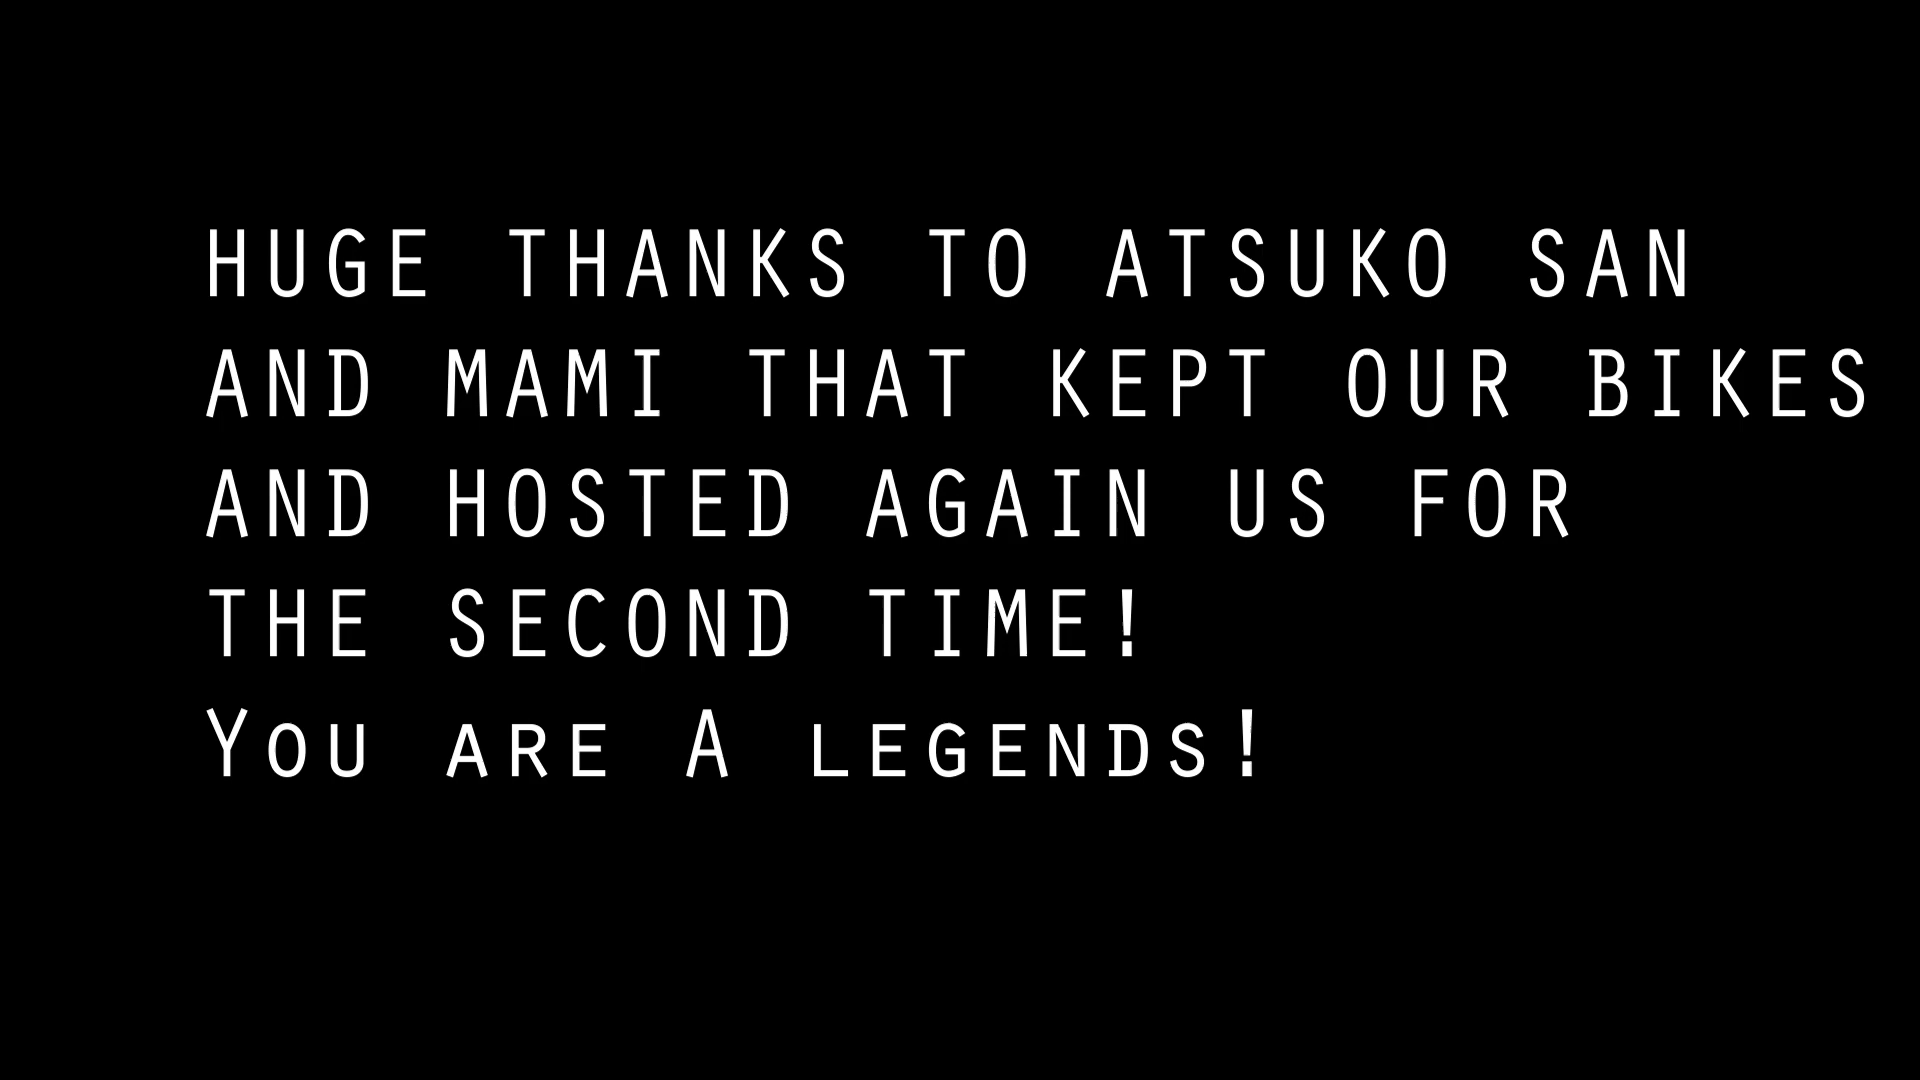 HUGE THANKS TO ATSUKO SAN
AND MAMI THAT KEPT OUR BIKES
AND HOSTED AGAIN US FOR
THE SECOND TIME!
You are A legends!